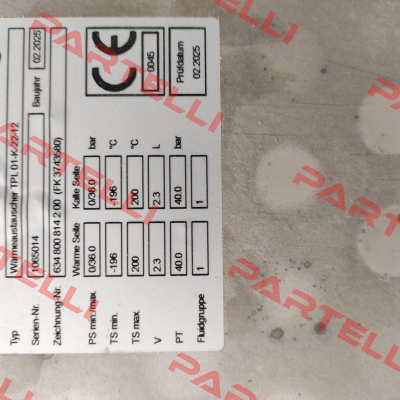 Typ Wärmeaustauscher TPL 01-K-22-12
Serien-Nr. 1065014 Baujahr 02.2025
Zeichnung-Nr. 634 800 814 2 00 (FK 3743580)
Wärme Seite Kalte Seite
PS min./max. 0/36.0 0/36.0 bar
TS min. -196 -196 °C
TS max. 200 200 °C
V 2.3 2.3 L
PT 40.0 40.0 bar
Fluidgruppe 1 1
CE
0045
Prüfdatum
02.2025
PARTELLI
PARTELLI
PARTELLI
PARTELLI
PARTELLI